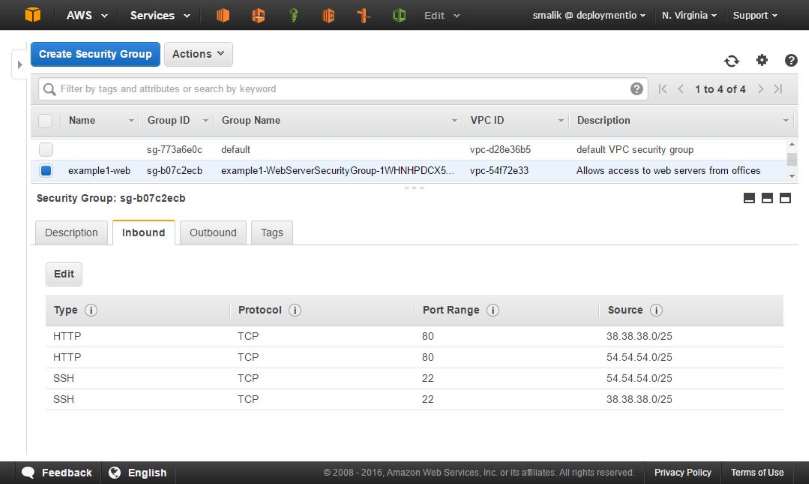 AWS Services Edit smalik @ deploymentio N. Virginia Support
Create Security Group Actions
Filter by tags and attributes or search by keyword 1 to 4 of 4
Name Group ID Group Name VPC ID Description
sg-773a6e0c default vpc-d28e36b5 default VPC security group
example1-web sg-b07c2ecb example1-WebServerSecurityGroup-1WHNHPDCX5... vpc-54f72e33 Allows access to web servers from offices
Security Group: sg-b07c2ecb
Description Inbound Outbound Tags
Edit
Type Protocol Port Range Source
HTTP TCP 80 38.38.38.0/25
HTTP TCP 80 54.54.54.0/25
SSH TCP 22 54.54.54.0/25
SSH TCP 22 38.38.38.0/25
Feedback English © 2008 - 2016, Amazon Web Services, Inc. or its affiliates. All rights reserved. Privacy Policy Terms of Use